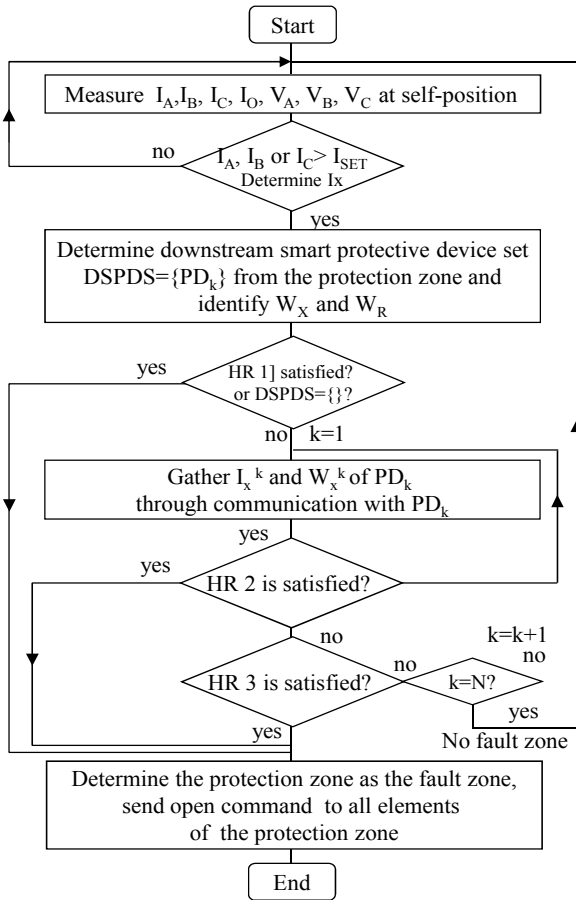 Start
Measure I_A,I_B, I_C, I_O, V_A, V_B, V_C at self-position
no
I_A, I_B or I_C> I_SET
Determine Ix
yes
Determine downstream smart protective device set
DSPDS={PD_k} from the protection zone and
identify W_X and W_R
yes
HR 1] satisfied?
or DSPDS={}?
no k=1
Gather I_x^k and W_x^k of PD_k
through communication with PD_k
yes
yes
HR 2 is satisfied?
no
k=k+1
no
HR 3 is satisfied?
no
k=N?
yes
yes
No fault zone
Determine the protection zone as the fault zone,
send open command to all elements
of the protection zone
End